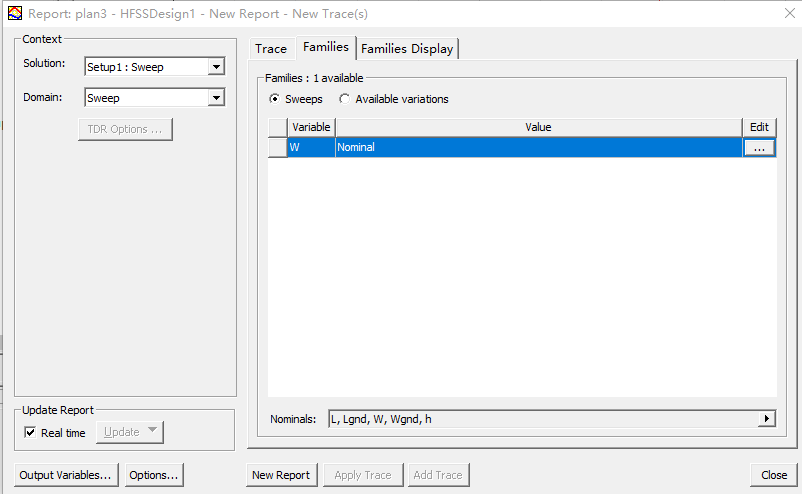 Report: plan3 - HFSSDesign1 - New Report - New Trace(s)
Context
Solution: Setup1 : Sweep
Domain: Sweep
TDR Options ...
Update Report
Real time Update
Output Variables... Options...
Trace Families Families Display
Families : 1 available
Sweeps Available variations
Variable Value Edit
W Nominal ...
Nominals: L, Lgnd, W, Wgnd, h
New Report Apply Trace Add Trace Close